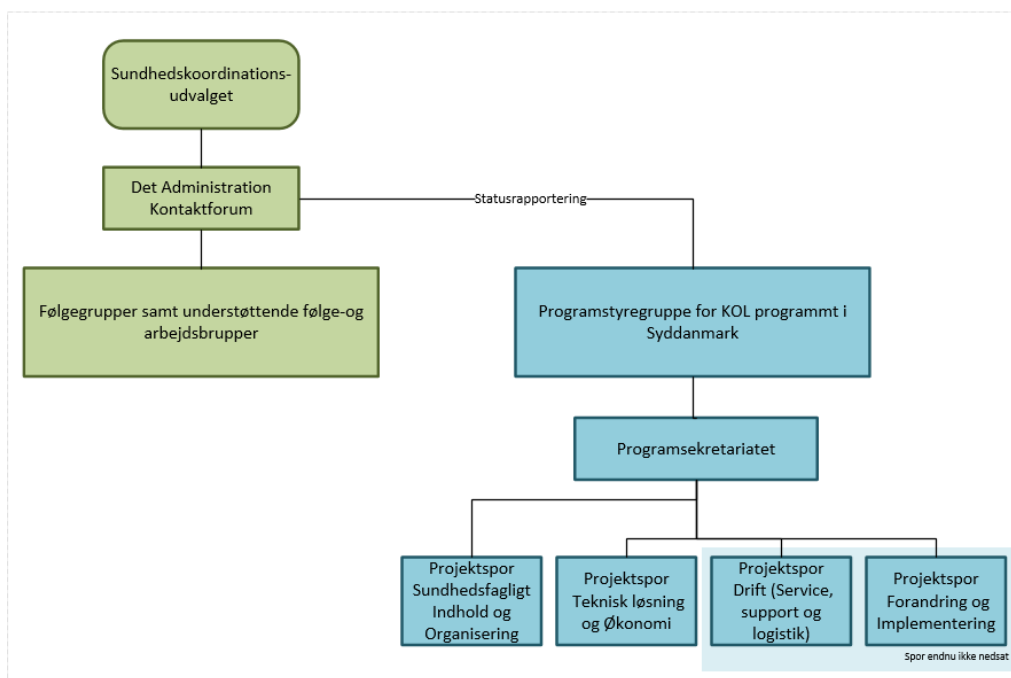 Sundhedskoordinations-
udvalget
Det Administration
Kontaktforum
Statusrapportering
Følgegrupper samt understøttende følge-og
arbejdsbrupper
Programstyregruppe for KOL programmt i
Syddanmark
Programsekretariatet
Projektspor
Sundhedsfagligt
Indhold og
Organisering
Projektspor
Teknisk løsning
og Økonomi
Projektspor
Drift (Service,
support og
logistik)
Projektspor
Forandring og
Implementering
Spor endnu ikke nedsat